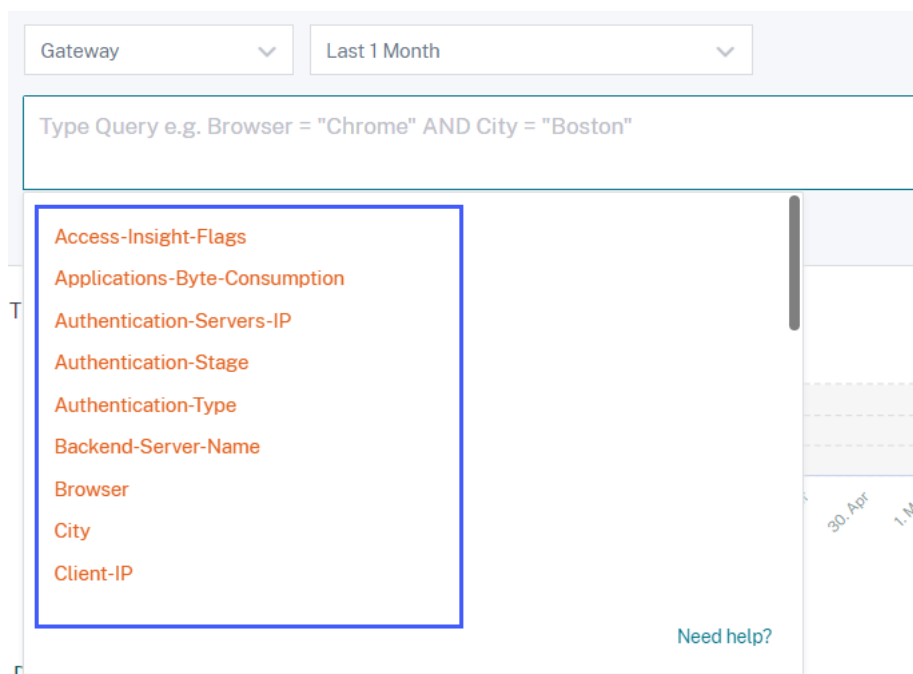 Gateway
Last 1 Month
Type Query e.g. Browser = "Chrome" AND City = "Boston"
Access-Insight-Flags
Applications-Byte-Consumption
T
Authentication-Servers-IP
Authentication-Stage
Authentication-Type
Backend-Server-Name
Browser
City
30. Apr
Client-IP
Need help?